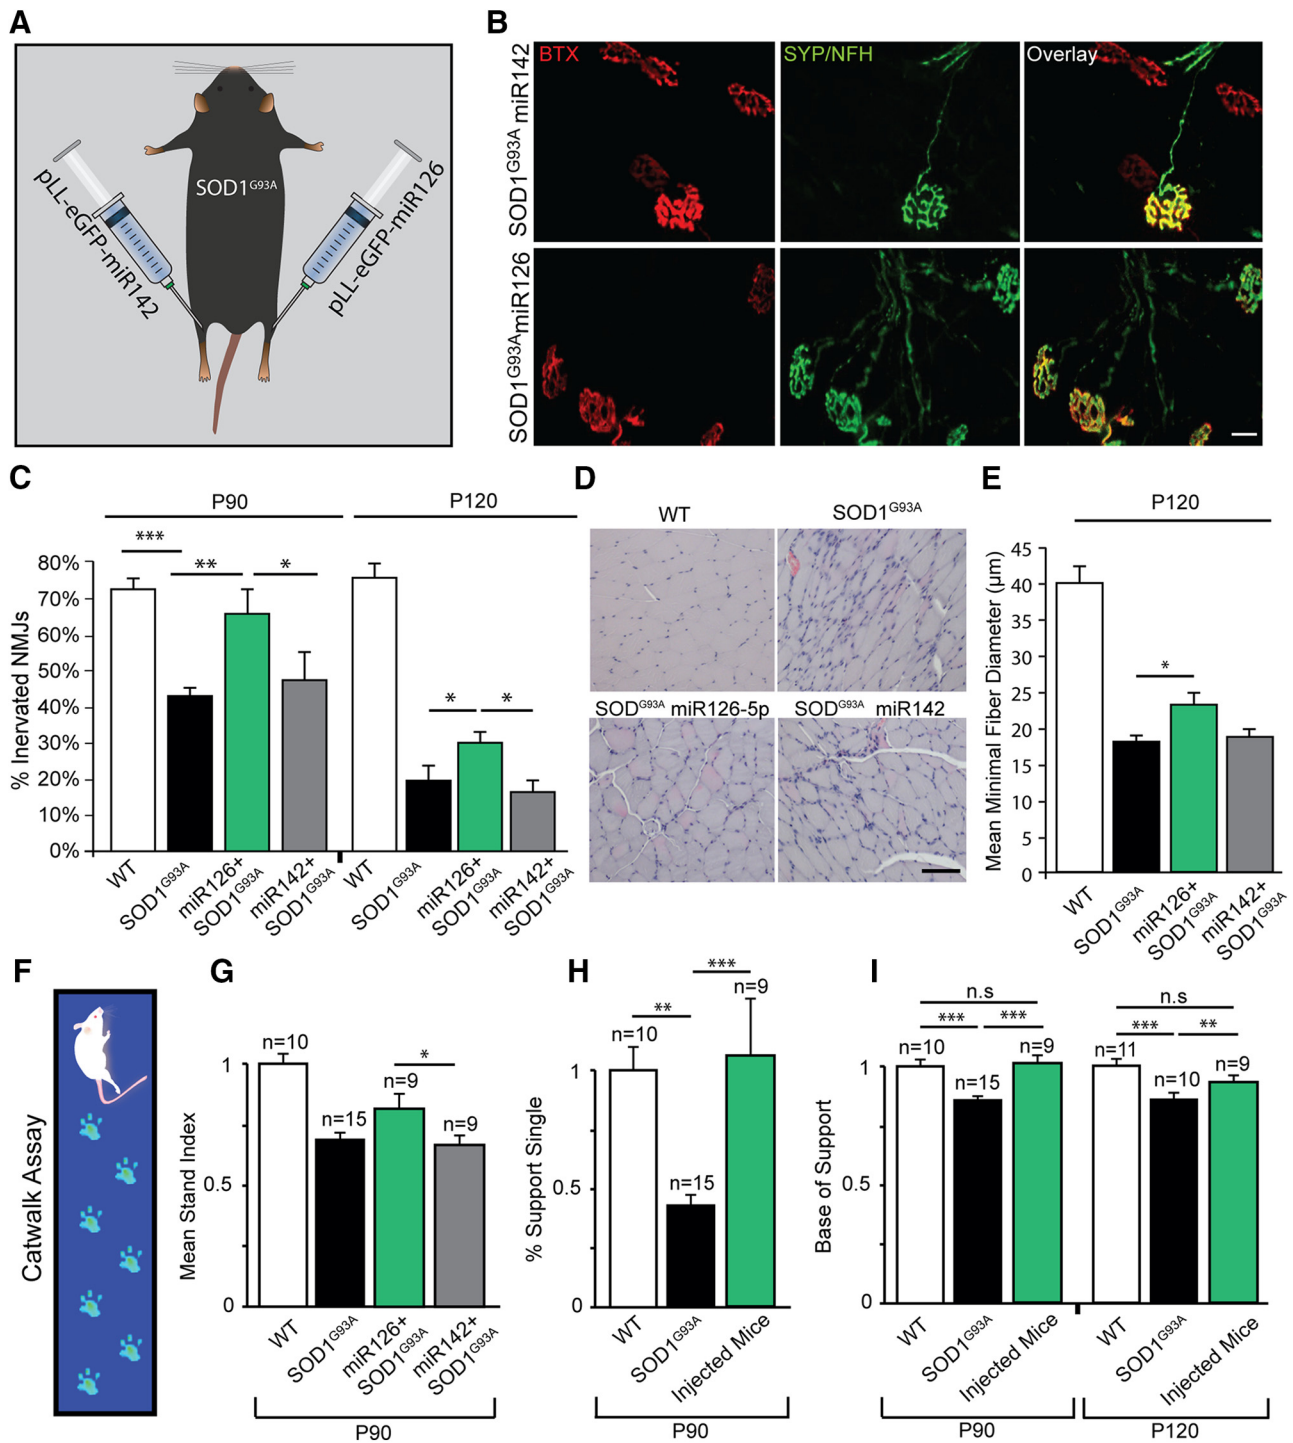 A
SOD1G93A
pLL-eGFP-miR142
pLL-eGFP-miR126
B
BTX
SYP/NFH
Overlay
SOD1G93A miR142
SOD1G93AmiR126
C
P90
P120
***
**
*
*
*
% Inervated NMJs
80%
70%
60%
50%
40%
30%
20%
10%
0%
WT
SOD1G93A
miR126+
SOD1G93A
miR142+
SOD1G93A
WT
SOD1G93A
miR126+
SOD1G93A
miR142+
SOD1G93A
D
WT
SOD1G93A
SODG93A miR126-5p
SODG93A miR142
E
P120
*
Mean Minimal Fiber Diameter (µm)
45
40
35
30
25
20
15
10
5
0
WT
SOD1G93A
miR126+
SOD1G93A
miR142+
SOD1G93A
F
Catwalk Assay
G
Mean Stand Index
1
0.5
0
n=10
n=15
n=9
n=9
*
WT
SOD1G93A
miR126+
SOD1G93A
miR142+
SOD1G93A
P90
H
% Support Single
1
0.5
0
**
***
n=10
n=15
n=9
WT
SOD1G93A
Injected Mice
P90
I
Base of Support
1
0.5
0
n.s
***
***
n=10
n=15
n=9
n.s
***
**
n=11
n=10
n=9
WT
SOD1G93A
Injected Mice
WT
SOD1G93A
Injected Mice
P90
P120